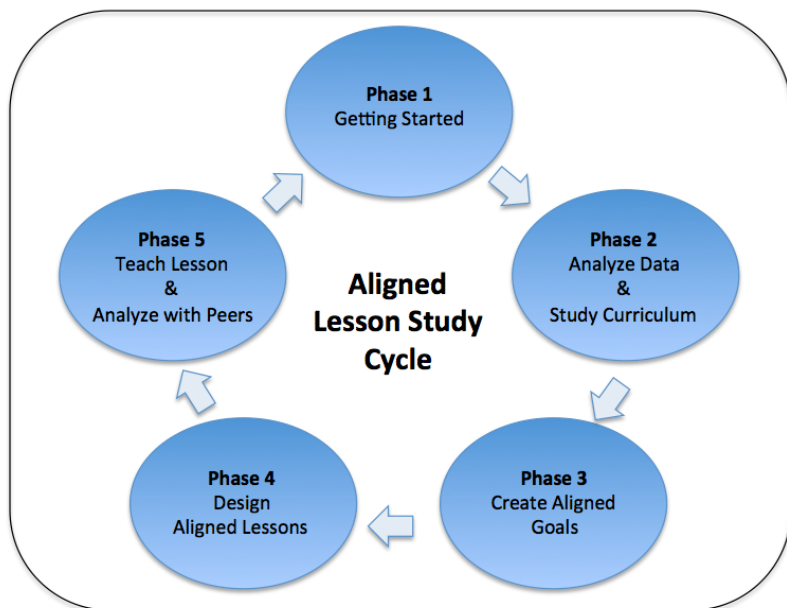 Phase 1
Getting Started
Phase 2
Analyze Data
&
Study Curriculum
Phase 3
Create Aligned
Goals
Phase 4
Design
Aligned Lessons
Phase 5
Teach Lesson
&
Analyze with Peers
Aligned
Lesson Study
Cycle